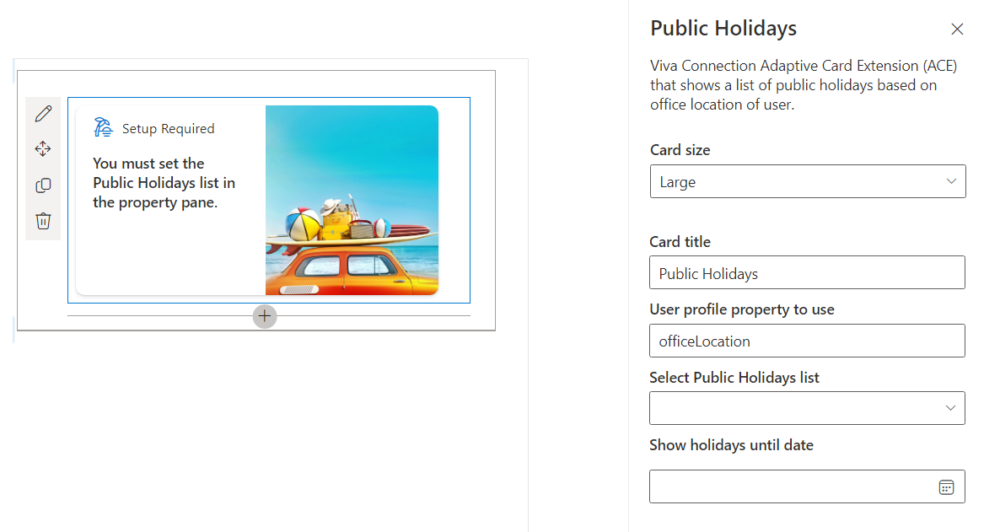 Setup Required
You must set the
Public Holidays list in
the property pane.
Public Holidays
Viva Connection Adaptive Card Extension (ACE)
that shows a list of public holidays based on
office location of user.
Card size
Large
Card title
Public Holidays
User profile property to use
officeLocation
Select Public Holidays list
Show holidays until date